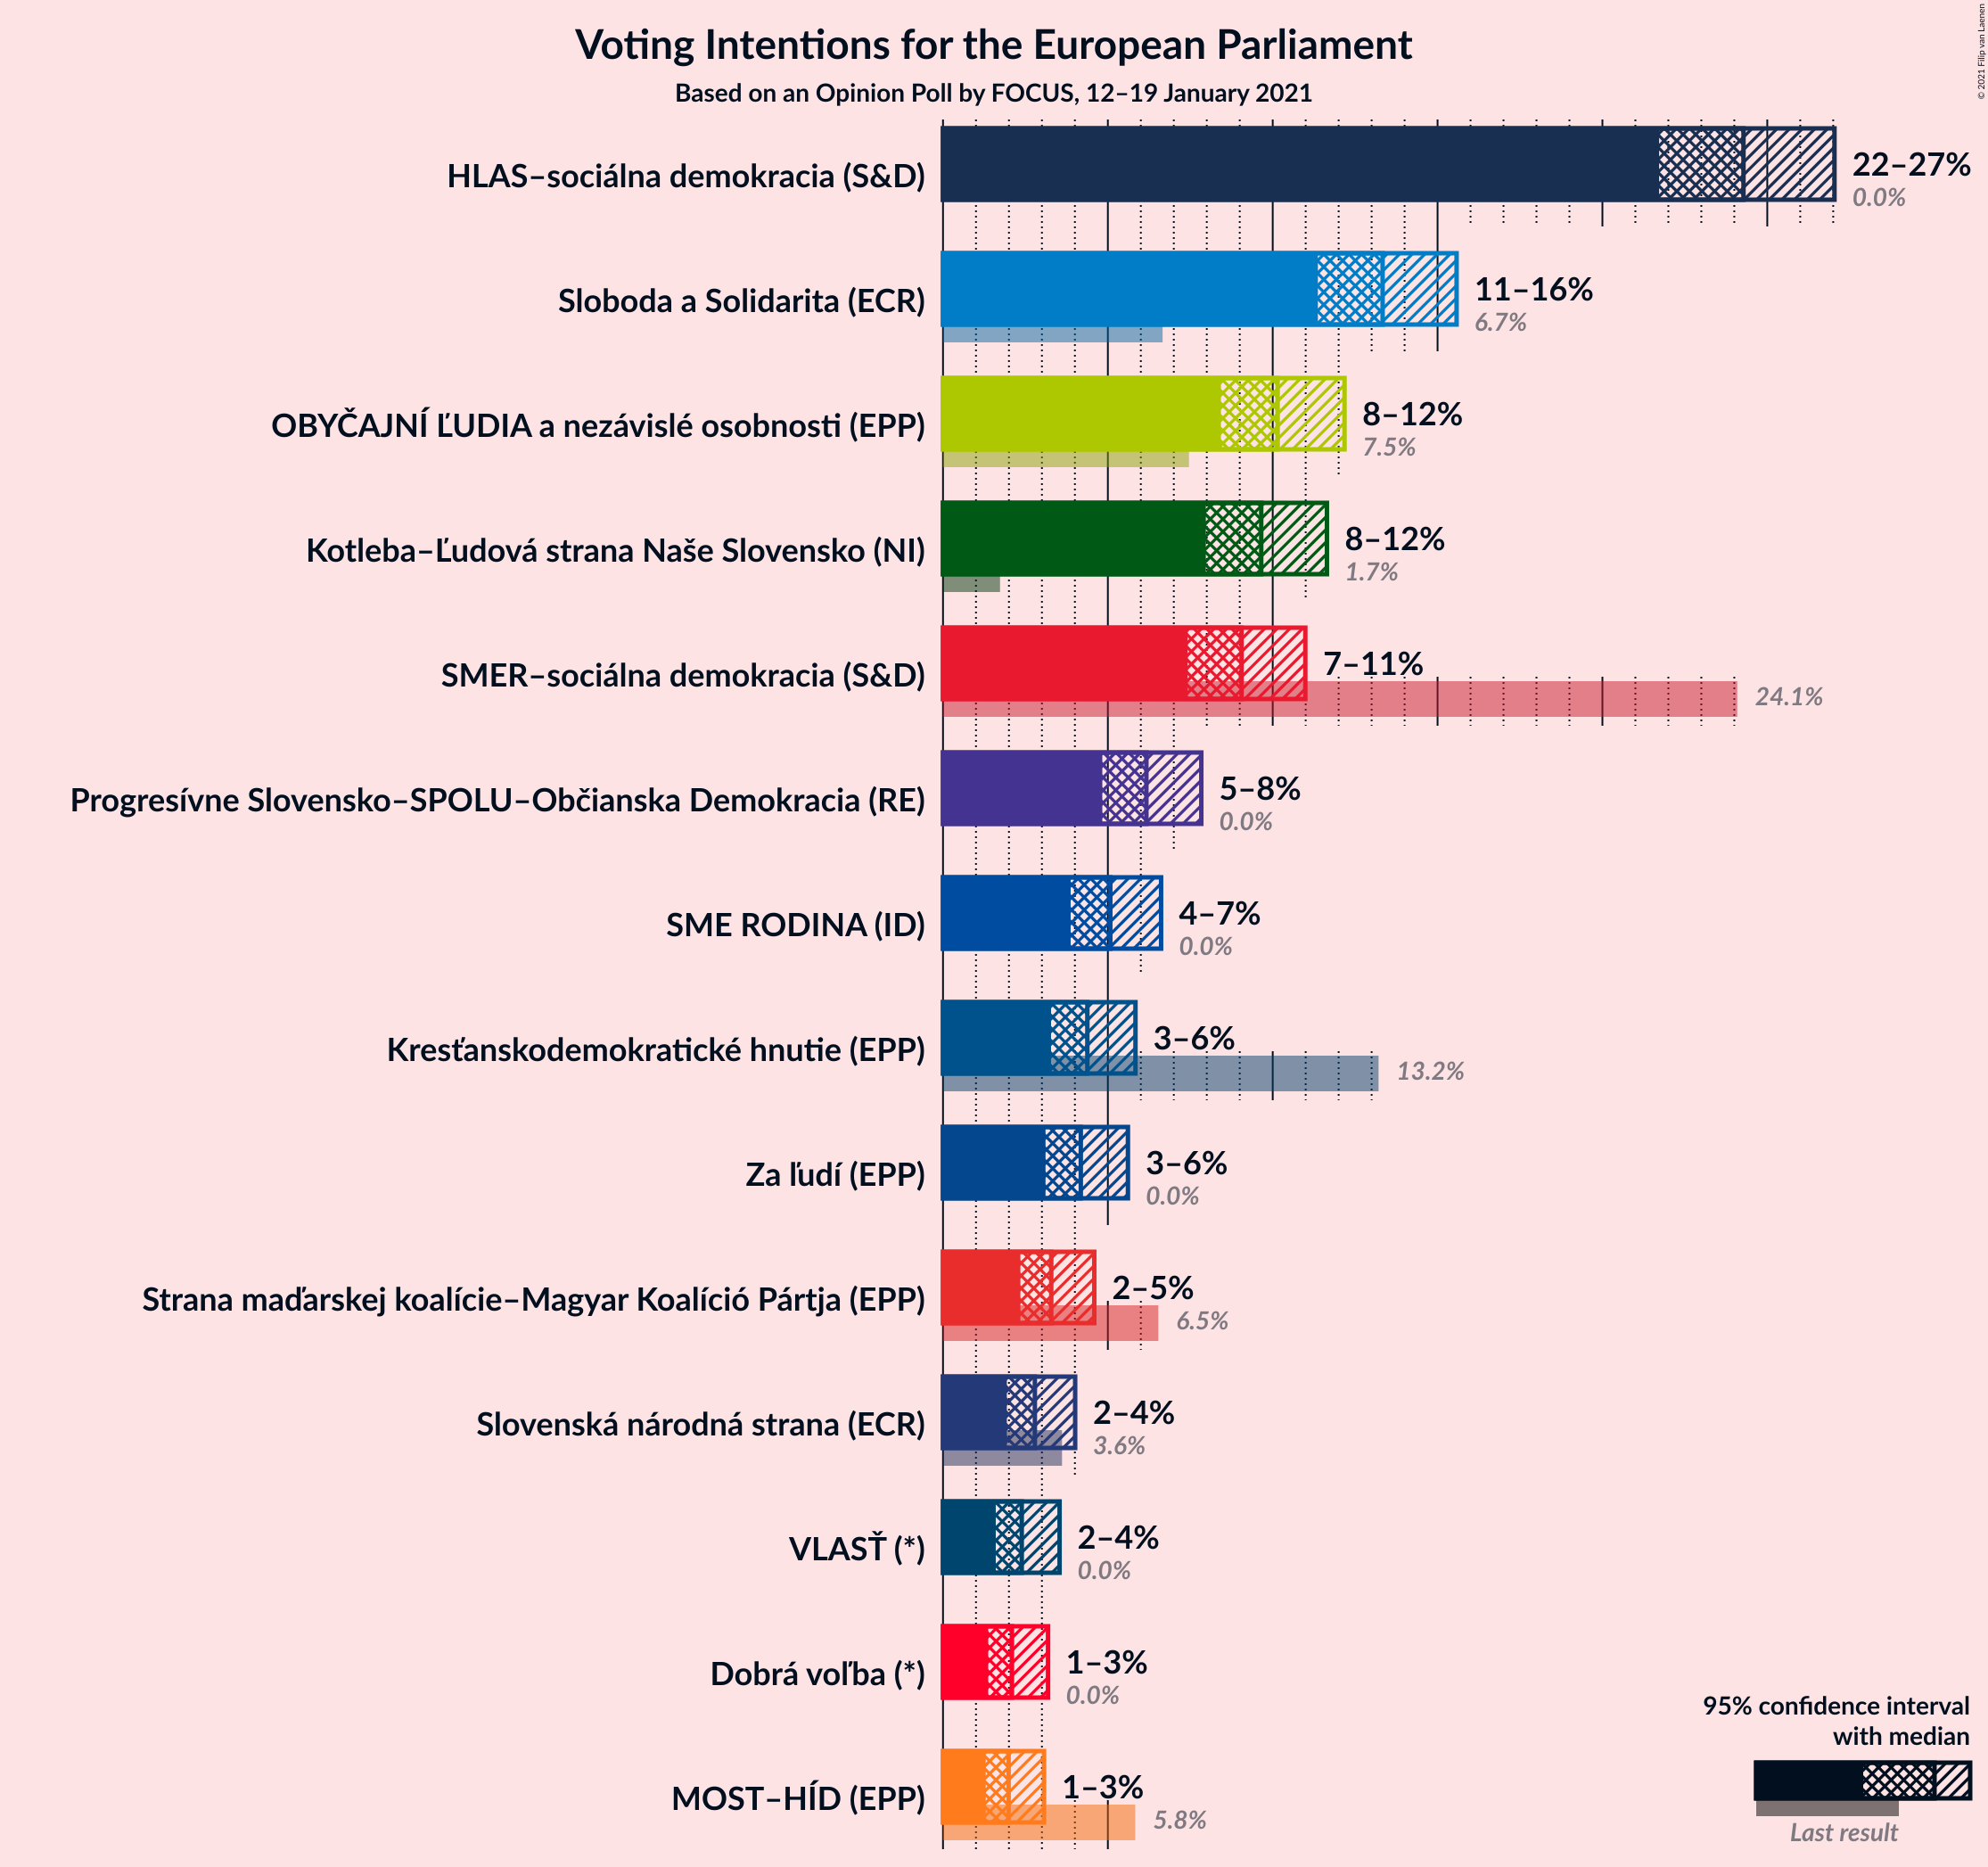 © 2021 Filip van Laenen
Voting Intentions for the European Parliament
Based on an Opinion Poll by FOCUS, 12–19 January 2021
HLAS–sociálna demokracia (S&D)
22–27%
0.0%
Sloboda a Solidarita (ECR)
11–16%
6.7%
OBYČAJNÍ ĽUDIA a nezávislé osobnosti (EPP)
8–12%
7.5%
Kotleba–Ľudová strana Naše Slovensko (NI)
8–12%
1.7%
SMER–sociálna demokracia (S&D)
7–11%
24.1%
Progresívne Slovensko–SPOLU–Občianska Demokracia (RE)
5–8%
0.0%
SME RODINA (ID)
4–7%
0.0%
Kresťanskodemokratické hnutie (EPP)
3–6%
13.2%
Za ľudí (EPP)
3–6%
0.0%
Strana maďarskej koalície–Magyar Koalíció Pártja (EPP)
2–5%
6.5%
Slovenská národná strana (ECR)
2–4%
3.6%
VLASŤ (*)
2–4%
0.0%
Dobrá voľba (*)
1–3%
0.0%
MOST–HÍD (EPP)
1–3%
5.8%
95% confidence interval
with median
Last result